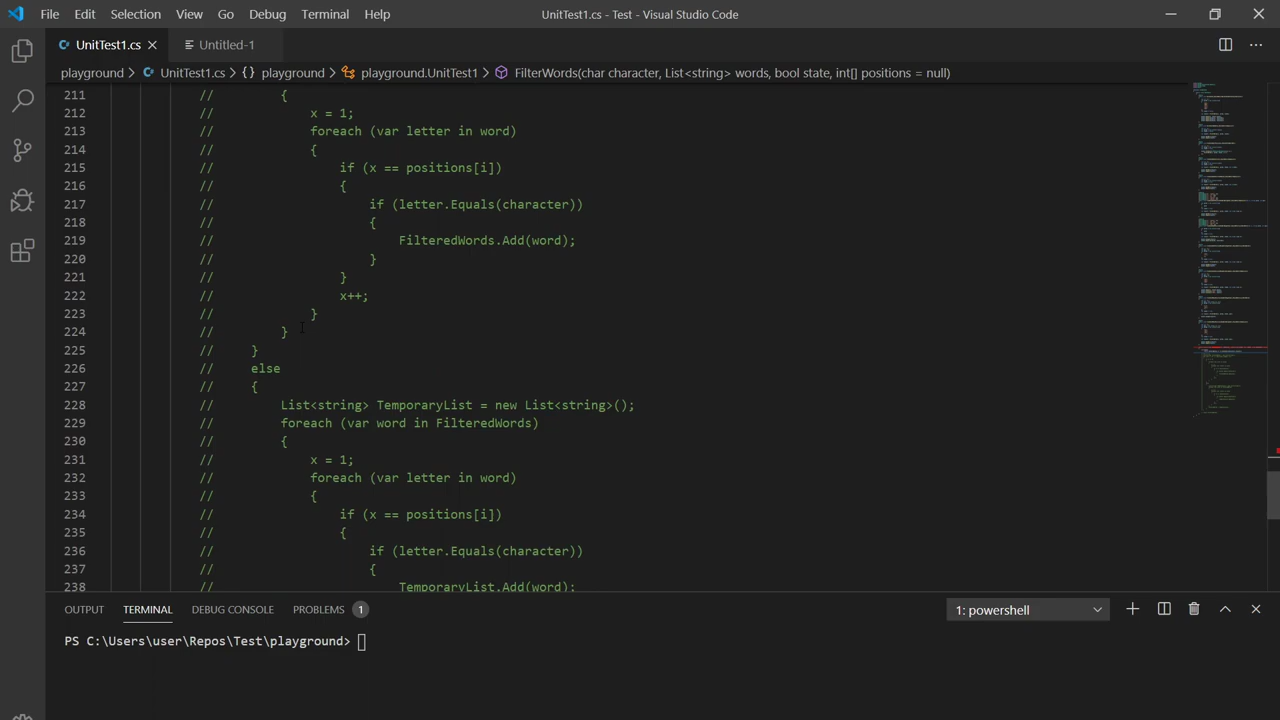 File Edit Selection View Go Debug Terminal Help UnitTest1.cs - Test - Visual Studio Code
UnitTest1.cs Untitled-1
playground > UnitTest1.cs > {} playground > playground.UnitTest1 > FilterWords(char character, List<string> words, bool state, int[] positions = null)
211 // {
212 // x = 1;
213 // foreach (var letter in word)
214 // {
215 // if (x == positions[i])
216 // {
217 // if (letter.Equals(character))
218 // {
219 // FilteredWords.Add(word);
220 // }
221 // }
222 // x++;
223 // }
224 // }
225 // }
226 // else
227 // {
228 // List<string> TemporaryList = new List<string>();
229 // foreach (var word in FilteredWords)
230 // {
231 // x = 1;
232 // foreach (var letter in word)
233 // {
234 // if (x == positions[i])
235 // {
236 // if (letter.Equals(character))
237 // {
238 // TemporaryList.Add(word);
OUTPUT TERMINAL DEBUG CONSOLE PROBLEMS 1 1: powershell
PS C:\Users\user\Repos\Test\playground>